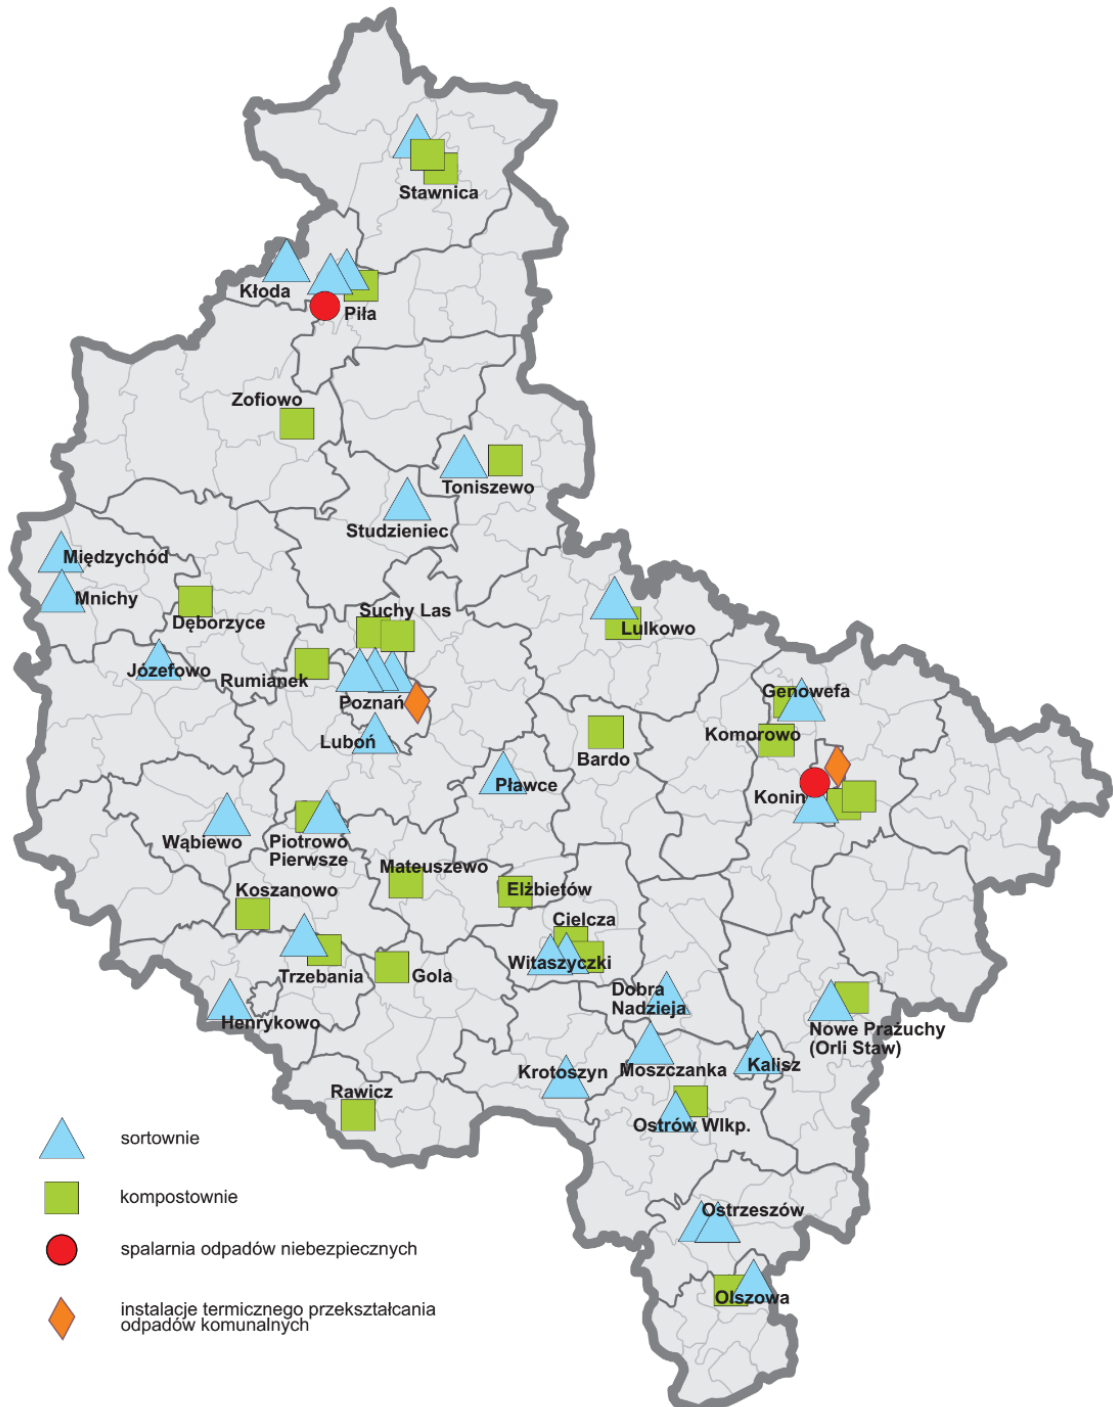 Stawnica
Kłoda
Piła
Zofiowo
Toniszewo
Studzieniec
Międzychód
Mnichy
Dęborzyce
Suchy Las
Lulkowo
Józefowo
Rumianek
Poznań
Genowefa
Luboń
Komorowo
Bardo
Pławce
Konin
Wąbiewo
Piotrowo
Pierwsze
Mateuszewo
Koszanowo
Elżbietów
Cielcza
Witaszyczki
Trzebania
Gola
Dobra
Nadzieja
Henrykowo
Nowe Prażuchy
(Orli Staw)
Krotoszyn
Moszczanka
Kalisz
Rawicz
Ostrów Wlkp.
Ostrzeszów
Olszowa
sortownie
kompostownie
spalarnia odpadów niebezpiecznych
instalacje termicznego przekształcania
odpadów komunalnych